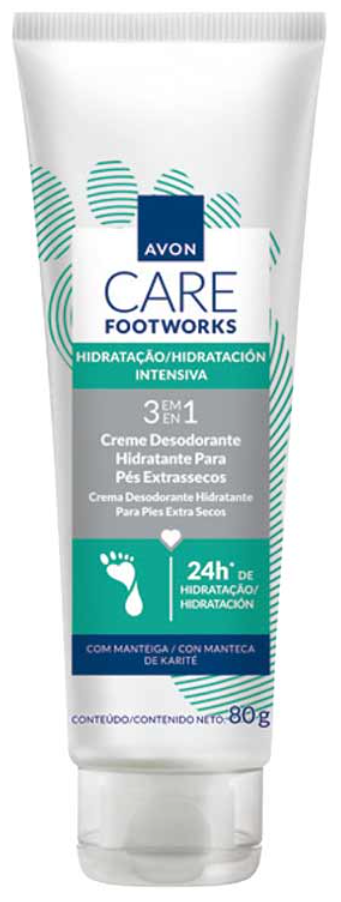 AVON
CARE
FOOTWORKS
HIDRATAÇÃO/HIDRATACIÓN
INTENSIVA
3 EM EN 1
Creme Desodorante
Hidratante Para
Pés Extrassecos
Crema Desodorante Hidratante
Para Pies Extra Secos
24h* DE
HIDRATAÇÃO/
HIDRATACIÓN
COM MANTEIGA / CON MANTECA
DE KARITÉ
CONTEÚDO/CONTENIDO NETO: 80g